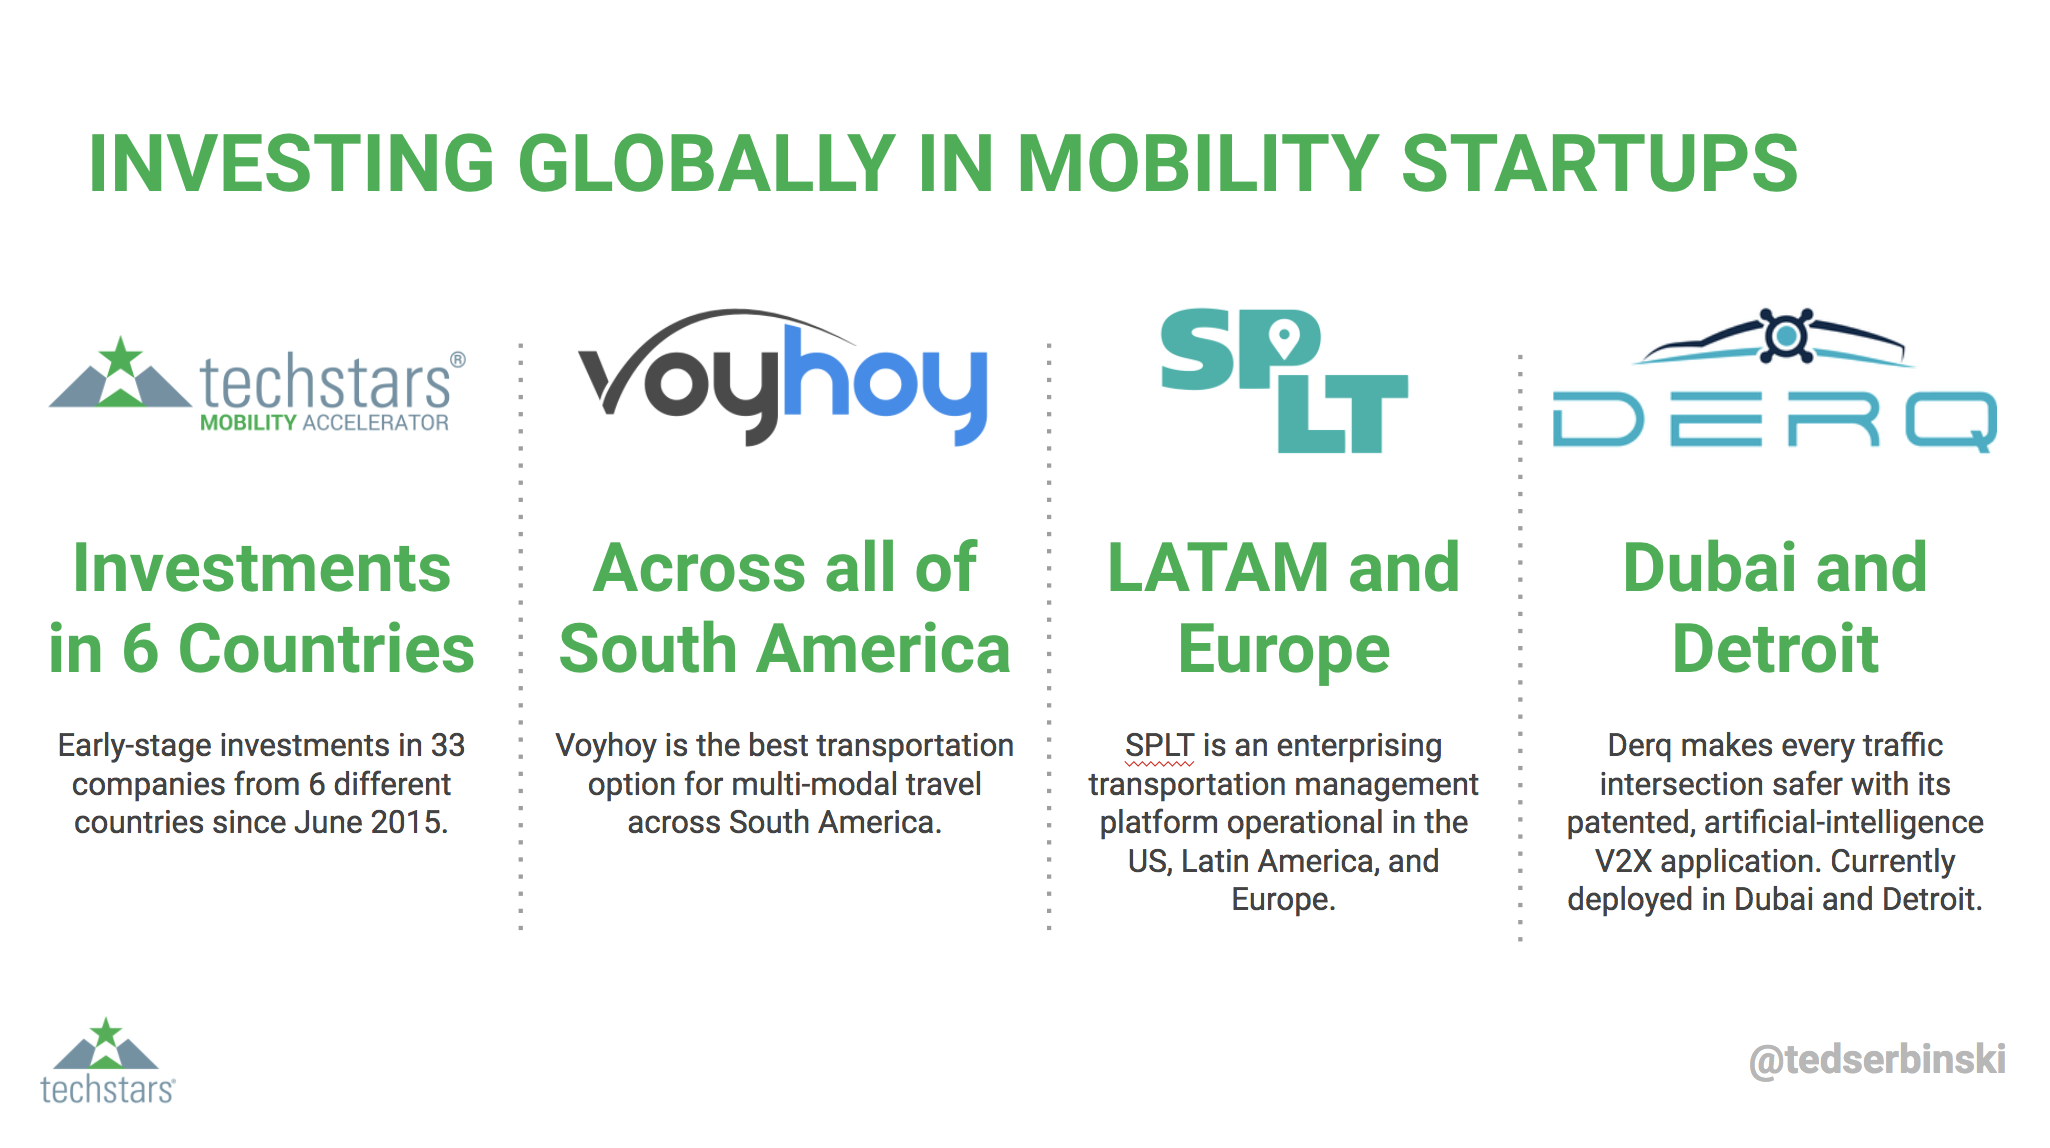 INVESTING GLOBALLY IN MOBILITY STARTUPS
techstars®
MOBILITY ACCELERATOR
Investments
in 6 Countries
Early-stage investments in 33
companies from 6 different
countries since June 2015.
voyhoy
Across all of
South America
Voyhoy is the best transportation
option for multi-modal travel
across South America.
SPLT
LATAM and
Europe
SPLT is an enterprising
transportation management
platform operational in the
US, Latin America, and
Europe.
DERQ
Dubai and
Detroit
Derq makes every traffic
intersection safer with its
patented, artificial-intelligence
V2X application. Currently
deployed in Dubai and Detroit.
techstars®
@tedserbinski